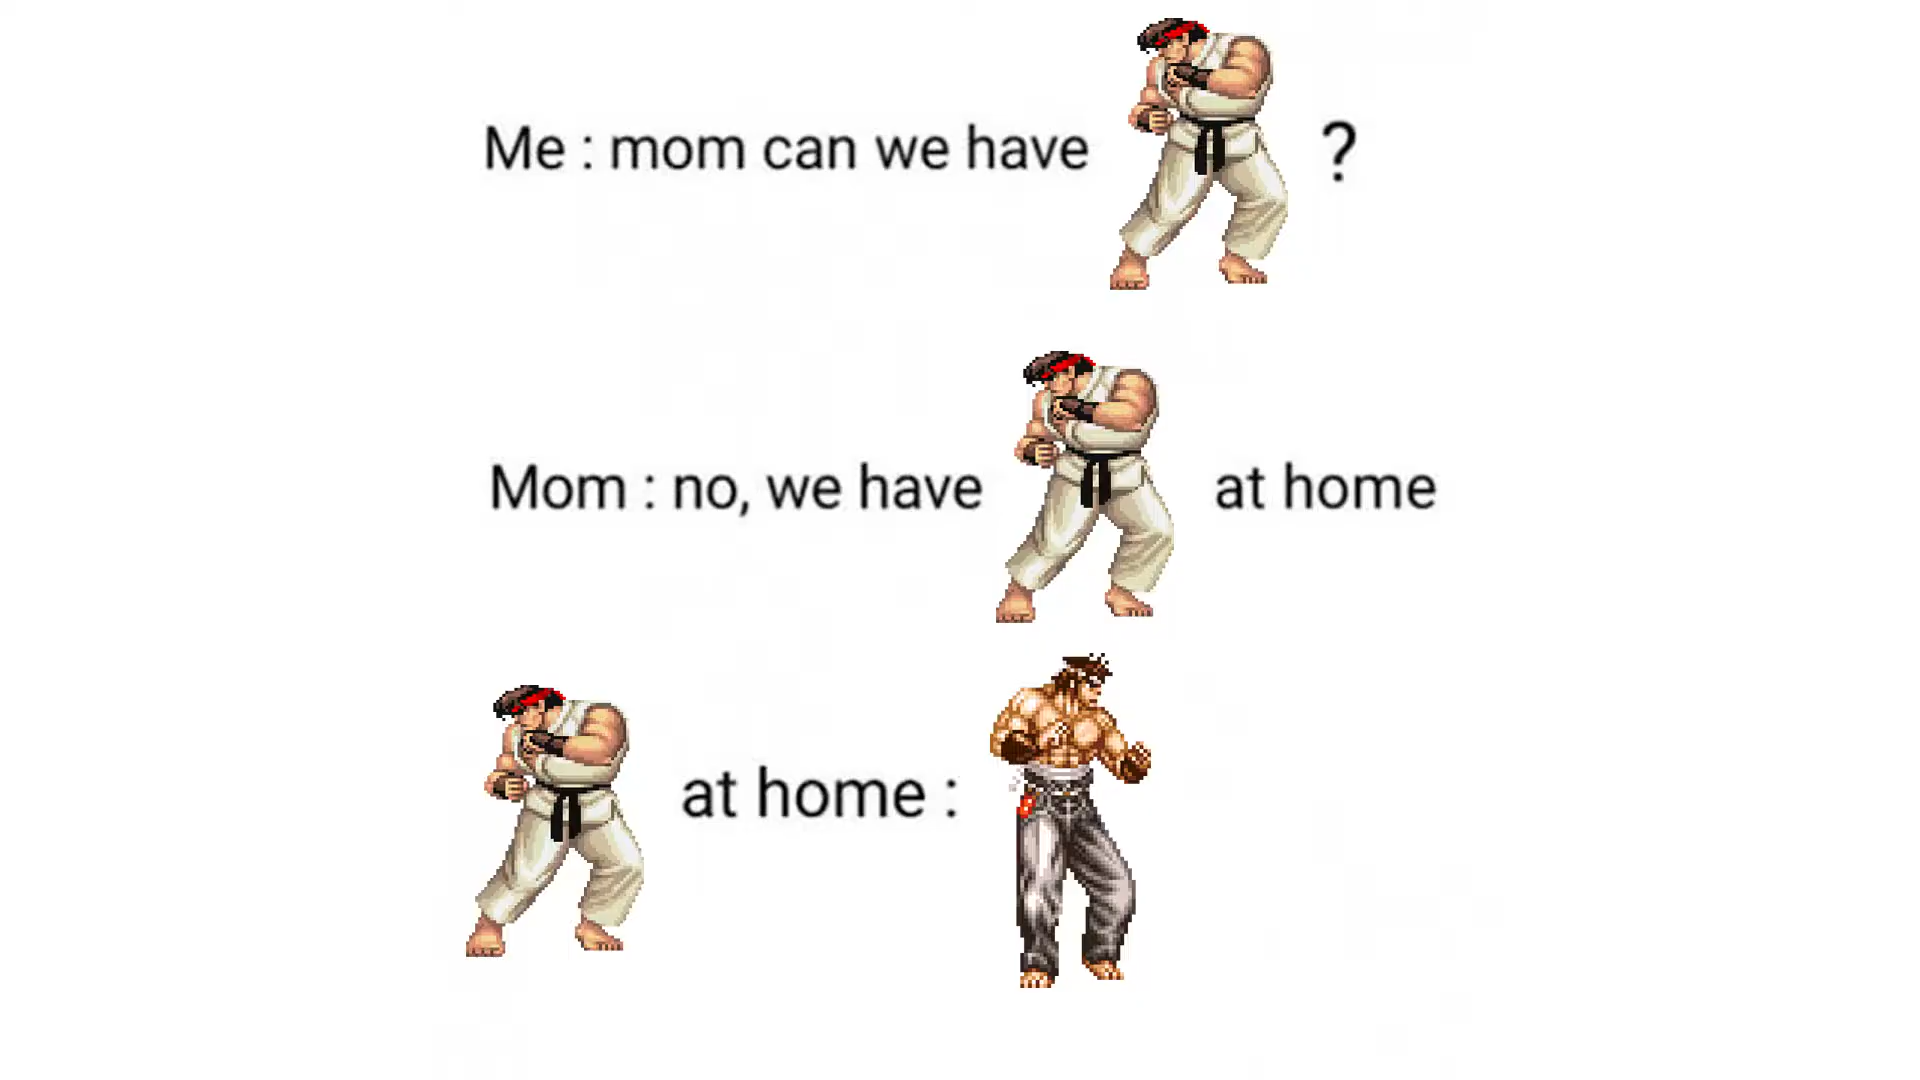 Me : mom can we have ?
Mom : no, we have at home
at home :